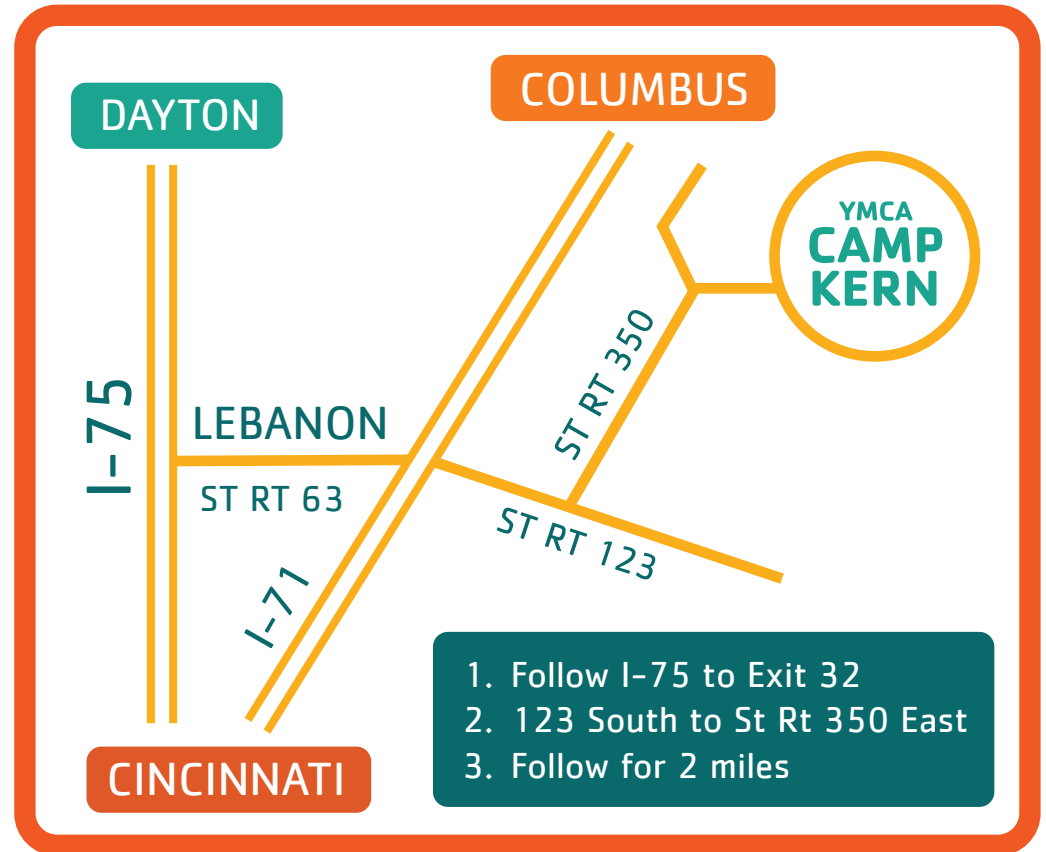 DAYTON
COLUMBUS
YMCA
CAMP
KERN
I-75
LEBANON
ST RT 63
ST RT 350
ST RT 123
I-71
1. Follow I-75 to Exit 32
2. 123 South to St Rt 350 East
3. Follow for 2 miles
CINCINNATI